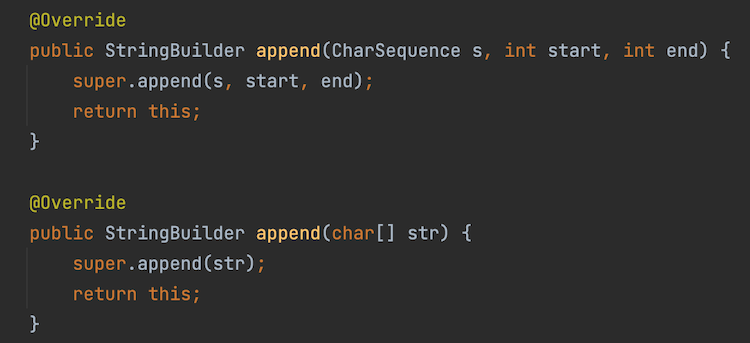 @Override
public StringBuilder append(CharSequence s, int start, int end) {
super.append(s, start, end);
return this;
}
@Override
public StringBuilder append(char[] str) {
super.append(str);
return this;
}